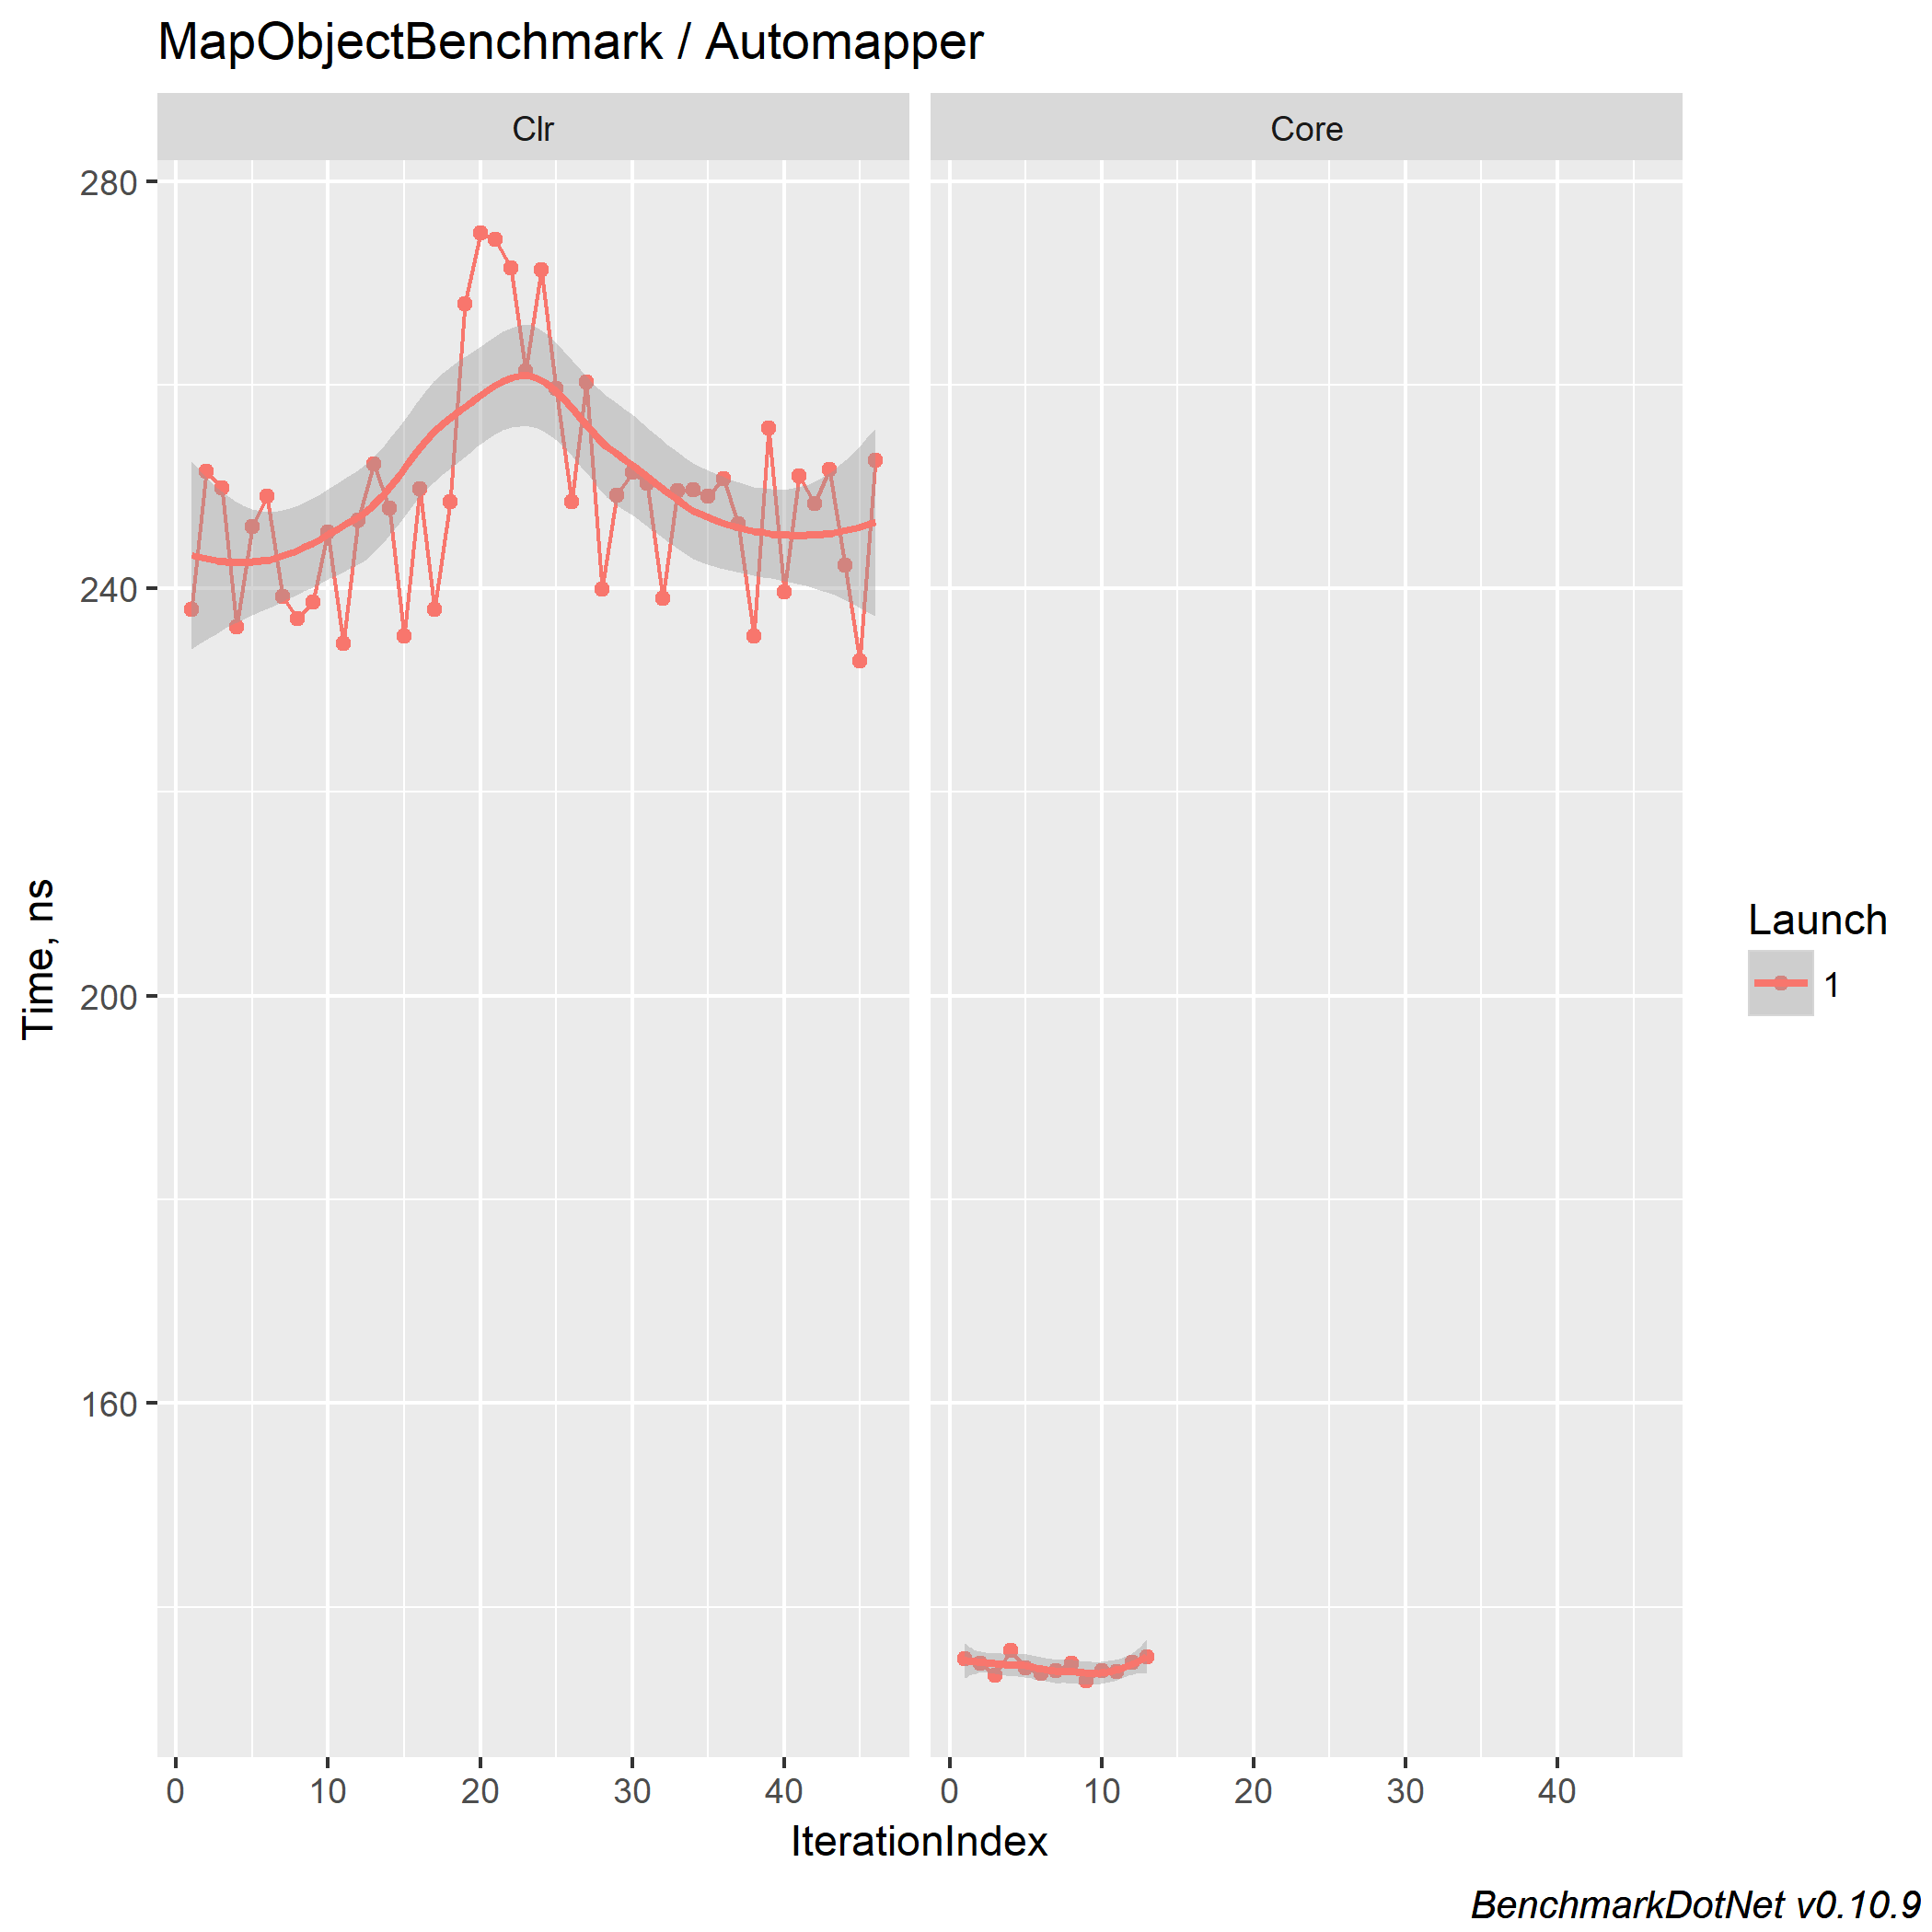 MapObjectBenchmark / Automapper
Clr
Core
280
240
200
160
Time, ns
0
10
20
30
40
0
10
20
30
40
IterationIndex
Launch
1
BenchmarkDotNet v0.10.9